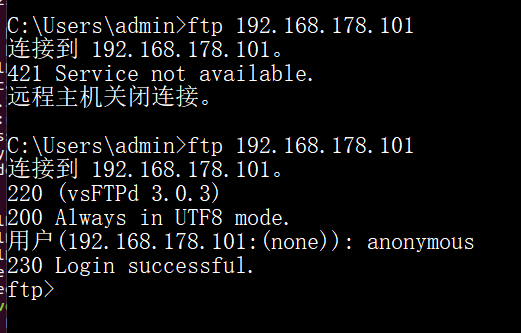 C:\Users\admin>ftp 192.168.178.101
连接到 192.168.178.101。
421 Service not available.
远程主机关闭连接。
C:\Users\admin>ftp 192.168.178.101
连接到 192.168.178.101。
220 (vsFTPd 3.0.3)
200 Always in UTF8 mode.
用户(192.168.178.101:(none)): anonymous
230 Login successful.
ftp>